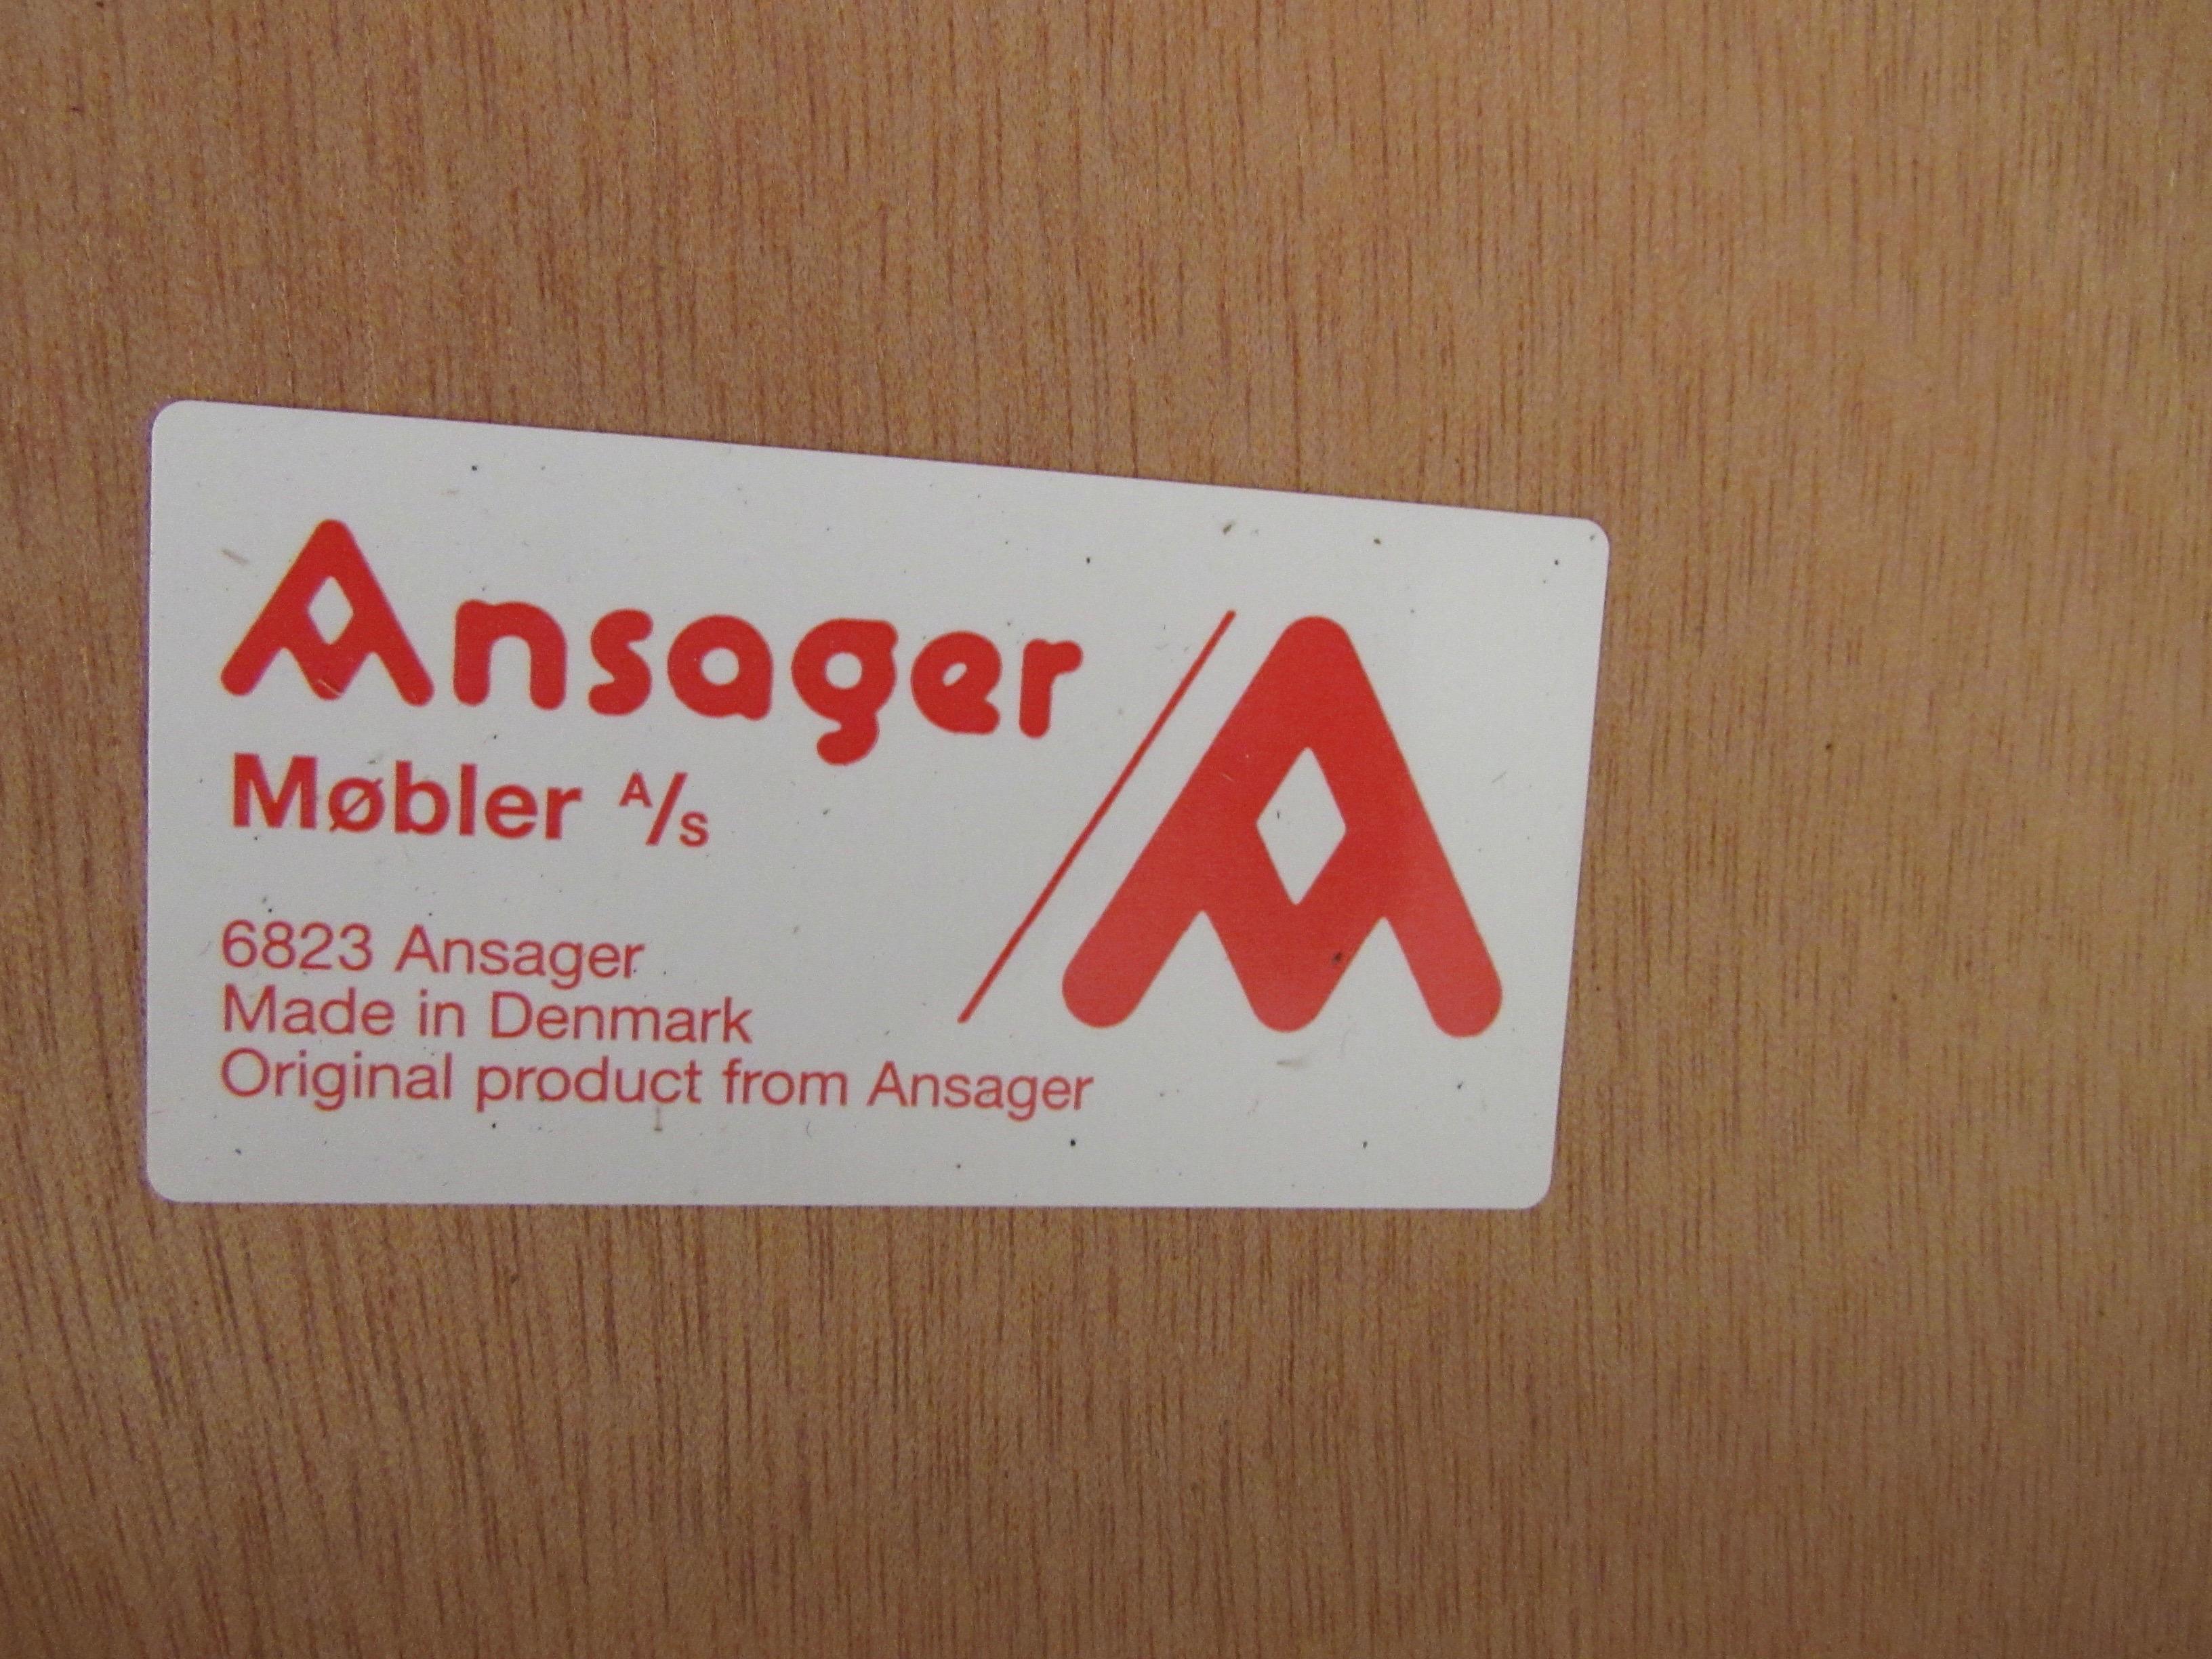 Ansager
Møbler A/S
6823 Ansager
Made in Denmark
Original product from Ansager